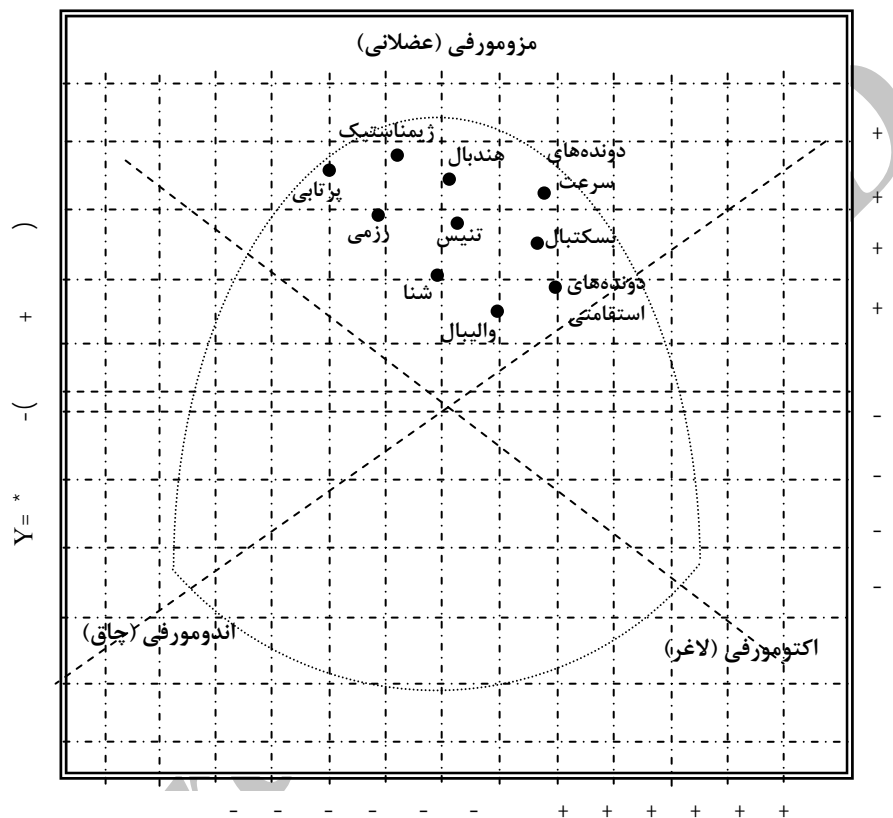 مزومورفی (عضلانی)
ژیمناستیک
هندبال
دونده‌های
سرعت
پرتابی
رزمی
تنیس
بسکتبال
شنا
دونده‌های
استقامتی
والیبال
اندومورفی (چاق)
اکتومورفی (لاغر)
Y= * -( + )
+
+
+
+
-
-
-
-
- - - - - - + + + + + +